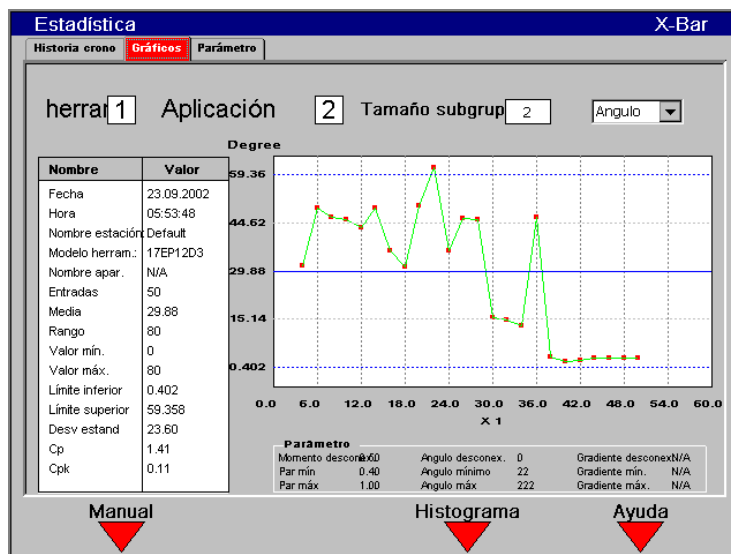 Estadística X-Bar
Historia crono Gráficos Parámetro
herrar 1 Aplicación 2 Tamaño subgrup 2 Angulo
Degree
Nombre Valor
Fecha 23.09.2002
Hora 05:53:48
Nombre estación: Default
Modelo herram.: 17EP12D3
Nombre apar. N/A
Entradas 50
Media 29.88
Rango 80
Valor mín. 0
Valor máx. 80
Límite inferior 0.402
Límite superior 59.358
Desv estand 23.60
Cp 1.41
Cpk 0.11
59.36
44.62
29.88
15.14
0.402
0.0 6.0 12.0 18.0 24.0 30.0 36.0 42.0 48.0 54.0 60.0
X 1
Parámetro
Momento desconex. Angulo desconex. 0 Gradiente desconex N/A
Par mín 0.40 Angulo mínimo 22 Gradiente mín. N/A
Par máx 1.00 Angulo máx 222 Gradiente máx. N/A
Manual Histograma Ayuda